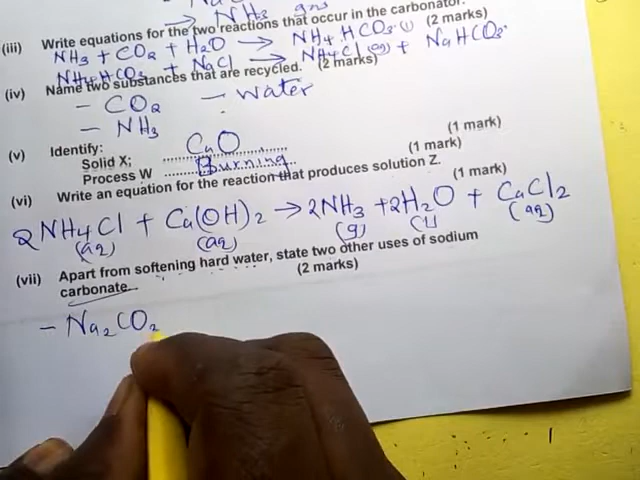 → NH3 gas
(iii) Write equations for the two reactions that occur in the carbonator. (2 marks)
NH3 + CO2 + H2O → NH4HCO3 (l)
NH4HCO3 + NaCl → NH4Cl (g) + NaHCO3
(iv) Name two substances that are recycled. (2 marks)
- CO2 - Water
- NH3
(v) Identify:
Solid X; CaO (1 mark)
Process W Burning (1 mark)
(vi) Write an equation for the reaction that produces solution Z. (1 mark)
2NH4Cl + Ca(OH)2 → 2NH3 + 2H2O + CaCl2
(aq) (aq) (g) (l) (aq)
(vii) Apart from softening hard water, state two other uses of sodium
carbonate. (2 marks)
- Na2CO2